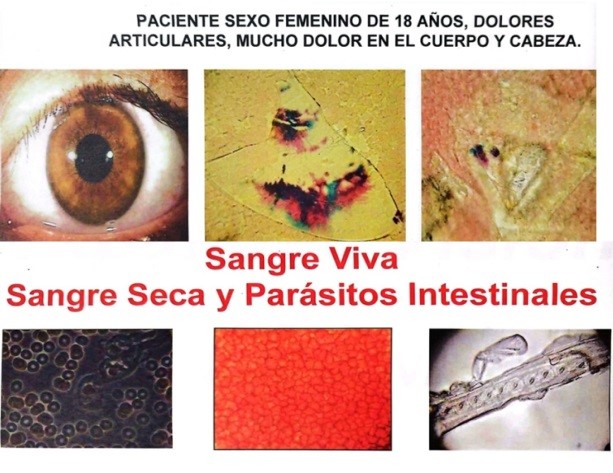 PACIENTE SEXO FEMENINO DE 18 AÑOS, DOLORES
ARTICULARES, MUCHO DOLOR EN EL CUERPO Y CABEZA.
Sangre Viva
Sangre Seca y Parásitos Intestinales